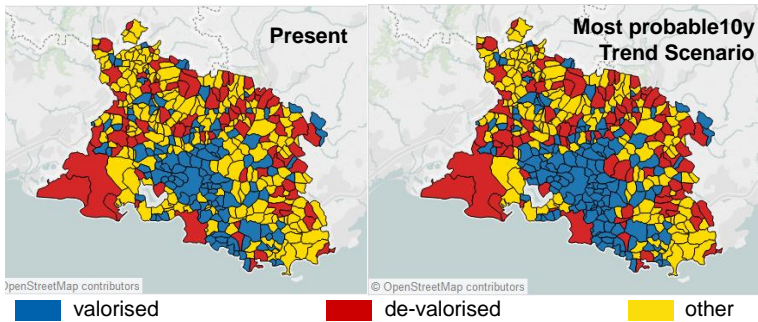 Present
Most probable10y
Trend Scenario
OpenStreetMap contributors
© OpenStreetMap contributors
valorised
de-valorised
other